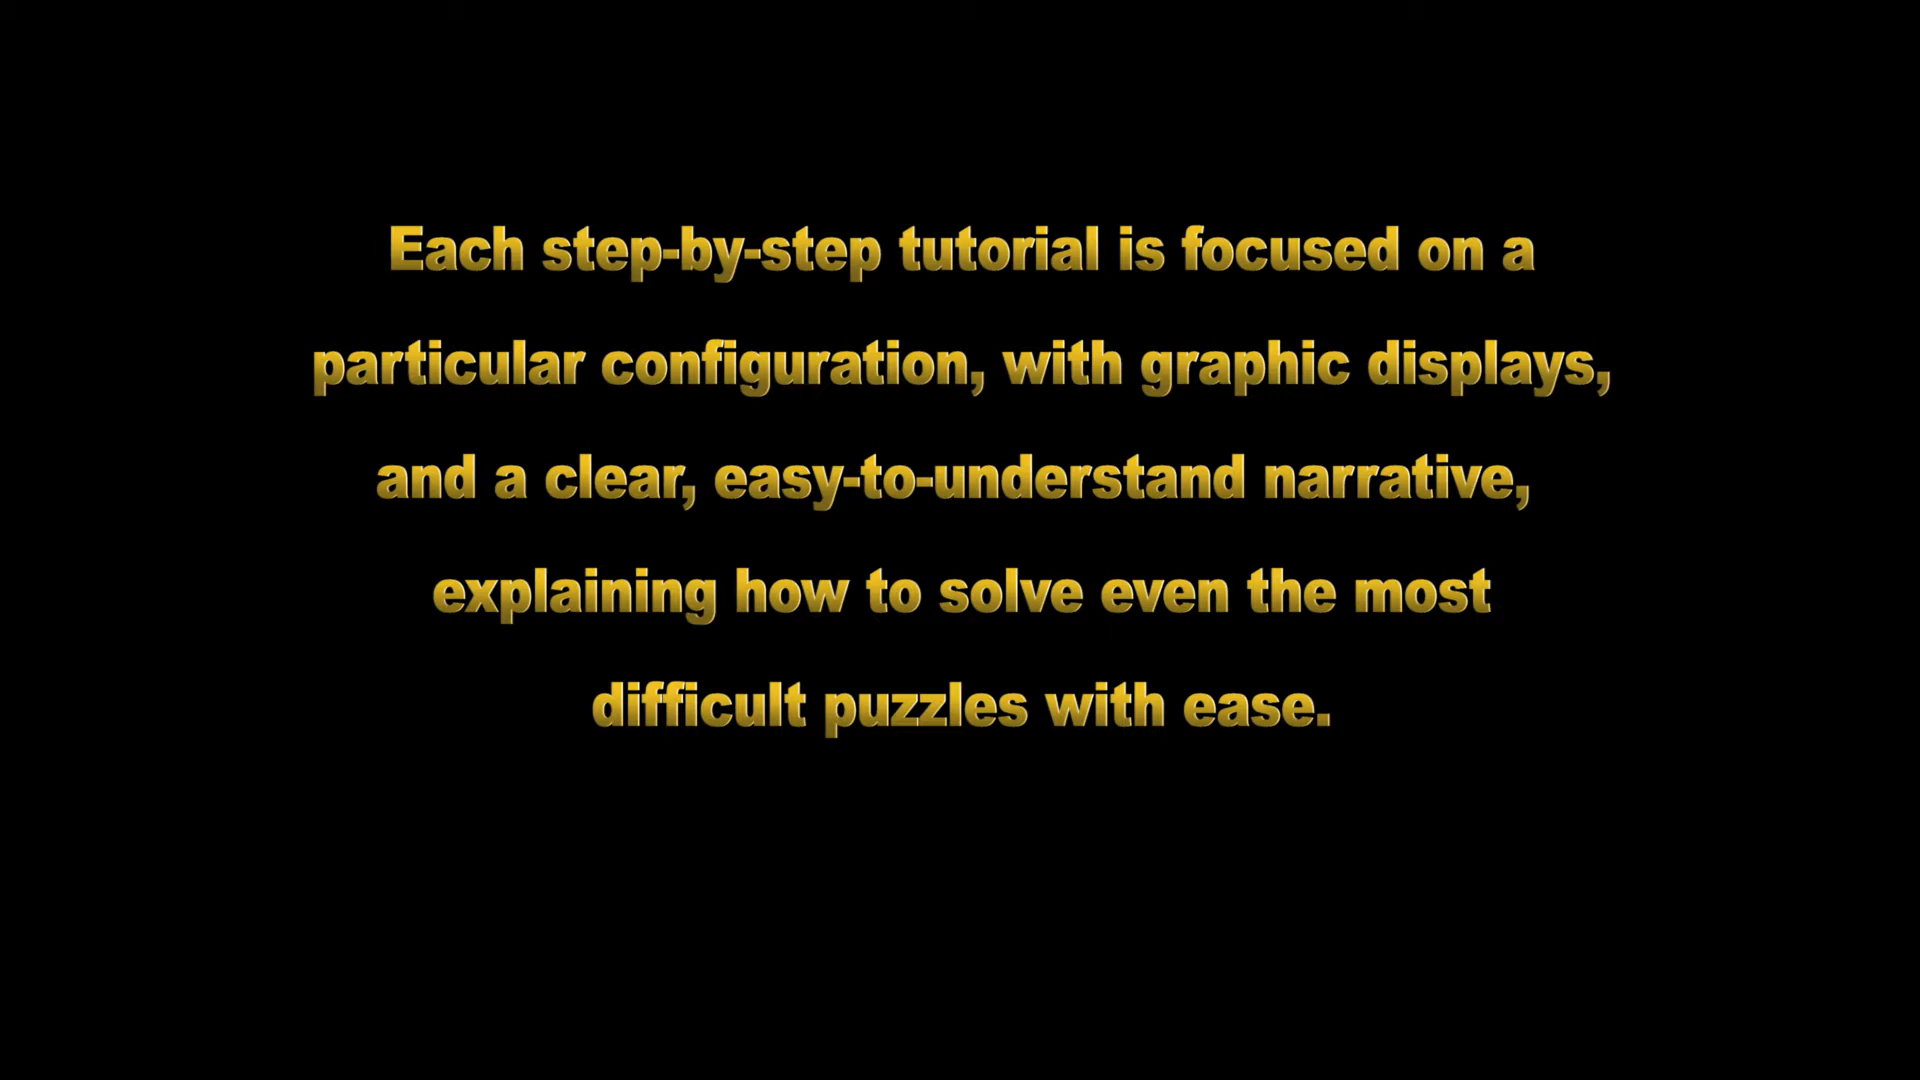 Each step-by-step tutorial is focused on a
particular configuration, with graphic displays,
and a clear, easy-to-understand narrative,
explaining how to solve even the most
difficult puzzles with ease.